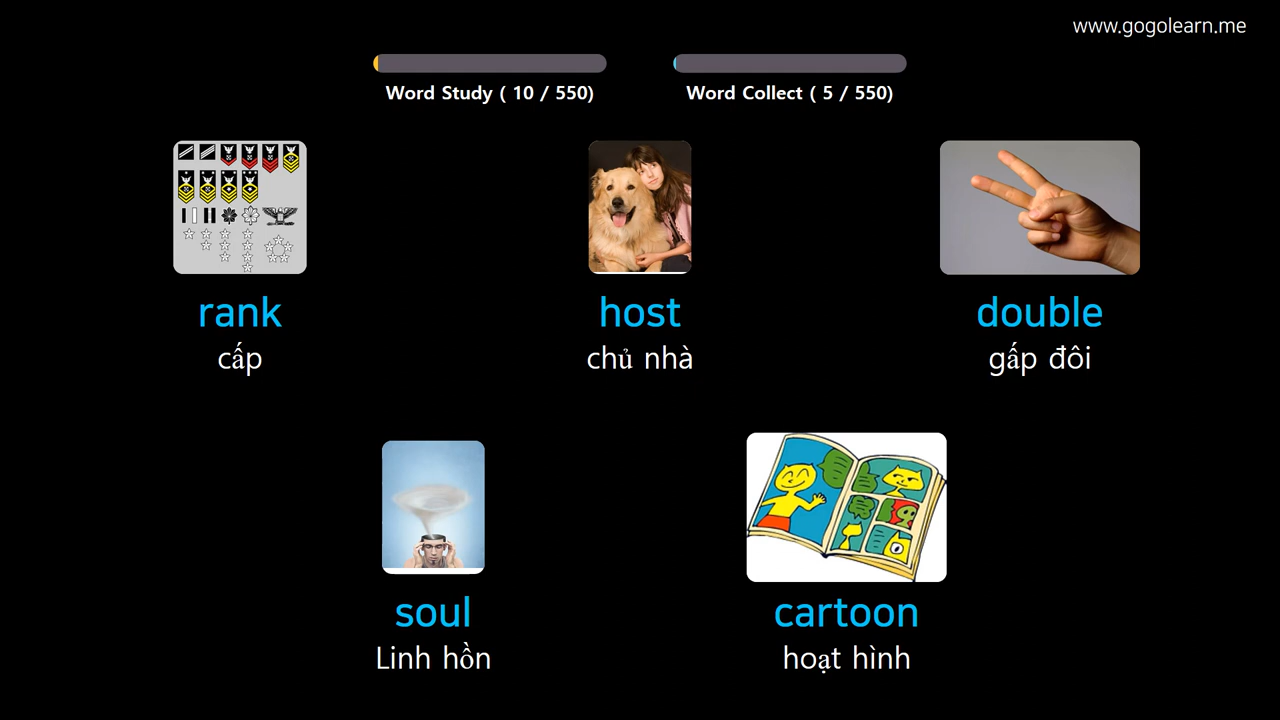 www.gogolearn.me
Word Study ( 10 / 550)
Word Collect ( 5 / 550)
rank
cấp
host
chủ nhà
double
gấp đôi
soul
Linh hồn
cartoon
hoạt hình